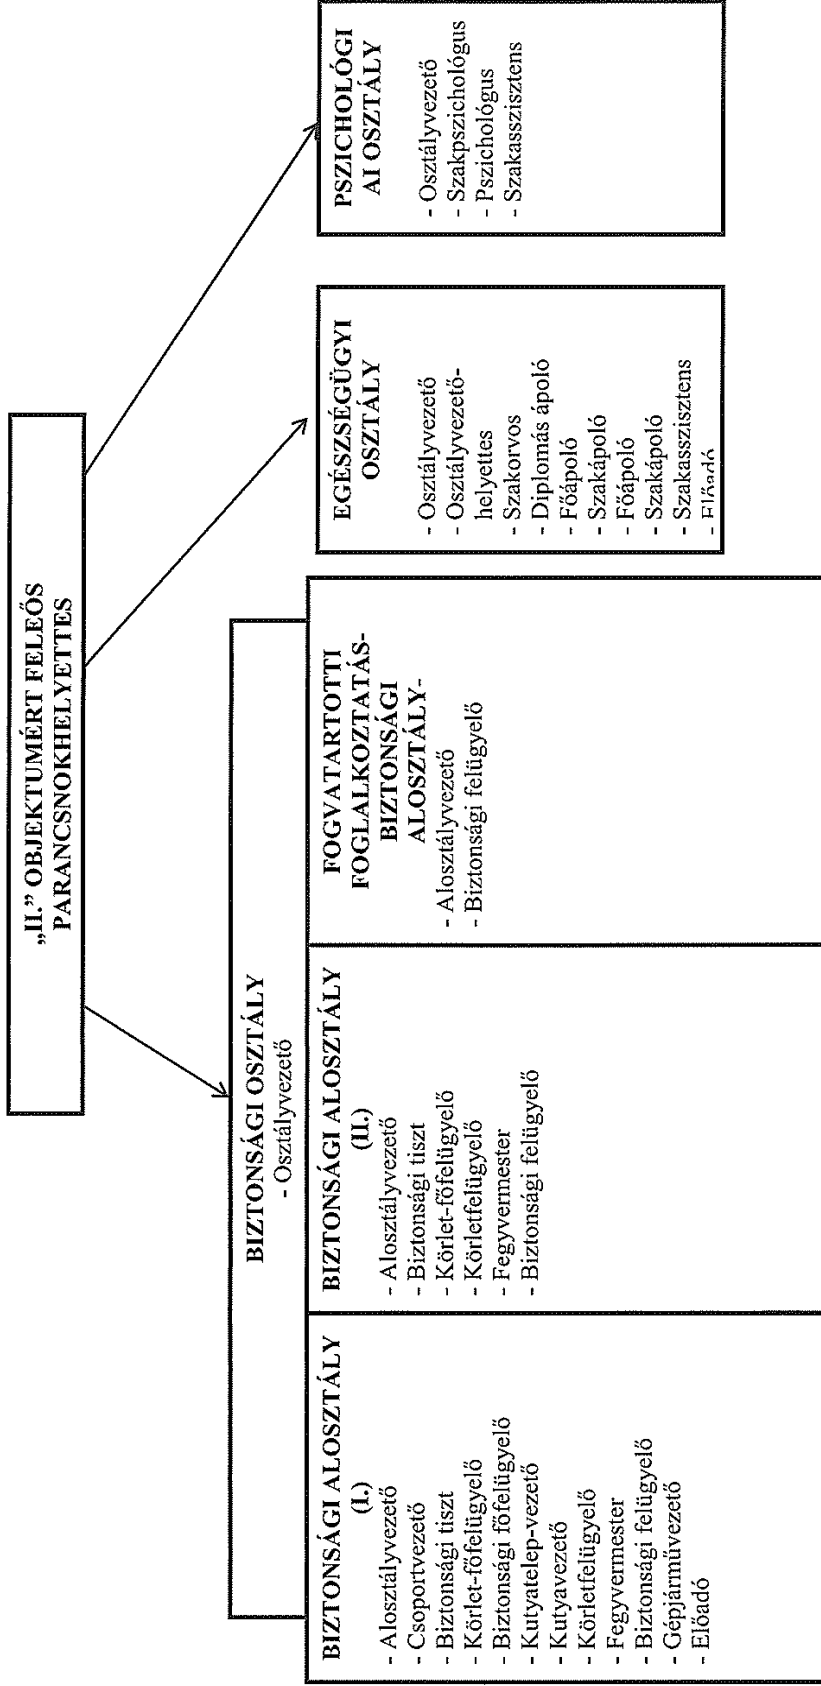 „II.” OBJEKTUMÉRT FELEŐS
PARANCSNOKHELYETTES
BIZTONSÁGI OSZTÁLY
- Osztályvezető
BIZTONSÁGI ALOSZTÁLY
(I.)
- Alosztályvezető
- Csoportvezető
- Biztonsági tiszt
- Körlet-főfelügyelő
- Biztonsági főfelügyelő
- Kutyatelep-vezető
- Kutyavezető
- Körletfelügyelő
- Fegyvermester
- Biztonsági felügyelő
- Gépjárművezető
- Előadó
BIZTONSÁGI ALOSZTÁLY
(II.)
- Alosztályvezető
- Biztonsági tiszt
- Körlet-főfelügyelő
- Körletfelügyelő
- Fegyvermester
- Biztonsági felügyelő
FOGVATARTOTTI
FOGLALKOZTATÁS-
BIZTONSÁGI
ALOSZTÁLY-
- Alosztályvezető
- Biztonsági felügyelő
EGÉSZSÉGÜGYI
OSZTÁLY
- Osztályvezető
- Osztályvezető-
helyettes
- Szakorvos
- Diplomás ápoló
- Főápoló
- Szakápoló
- Főápoló
- Szakápoló
- Szakasszisztens
- Előadó
PSZICHOLÓGI
AI OSZTÁLY
- Osztályvezető
- Szakpszichológus
- Pszichológus
- Szakasszisztens